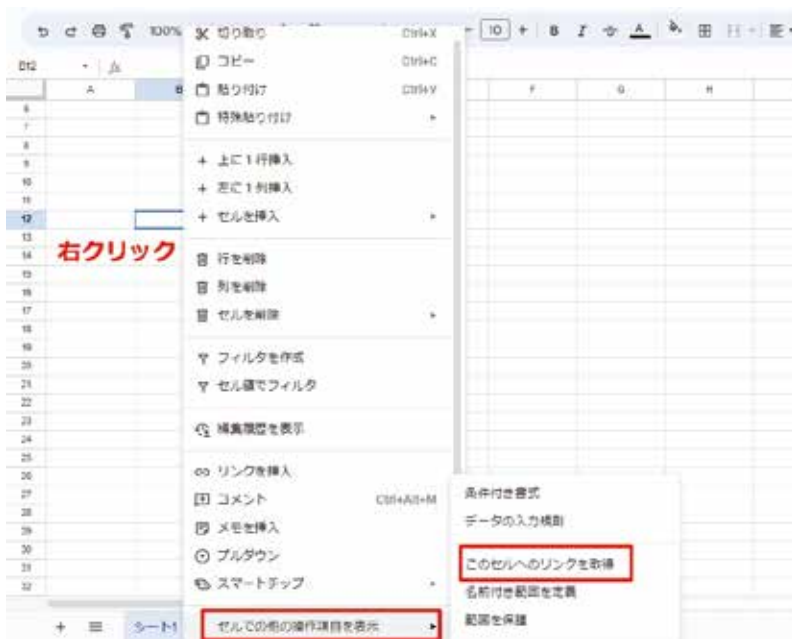 100%
10
B I A
B12
A B F G H
6
7
8
9
10
11
12
13
14
15
16
17
18
19
20
21
22
23
24
25
26
27
28
29
30
31
32
右クリック
切り取り Ctrl+X
コピー Ctrl+C
貼り付け Ctrl+V
特殊貼り付け
上に 1 行挿入
左に 1 列挿入
セルを挿入
行を削除
列を削除
セルを削除
フィルタを作成
セル値でフィルタ
編集履歴を表示
リンクを挿入
コメント Ctrl+Alt+M
メモを挿入
プルダウン
スマートチップ
セルでの他の操作項目を表示
条件付き書式
データの入力規則
このセルへのリンクを取得
名前付き範囲を定義
範囲を保護
シート1